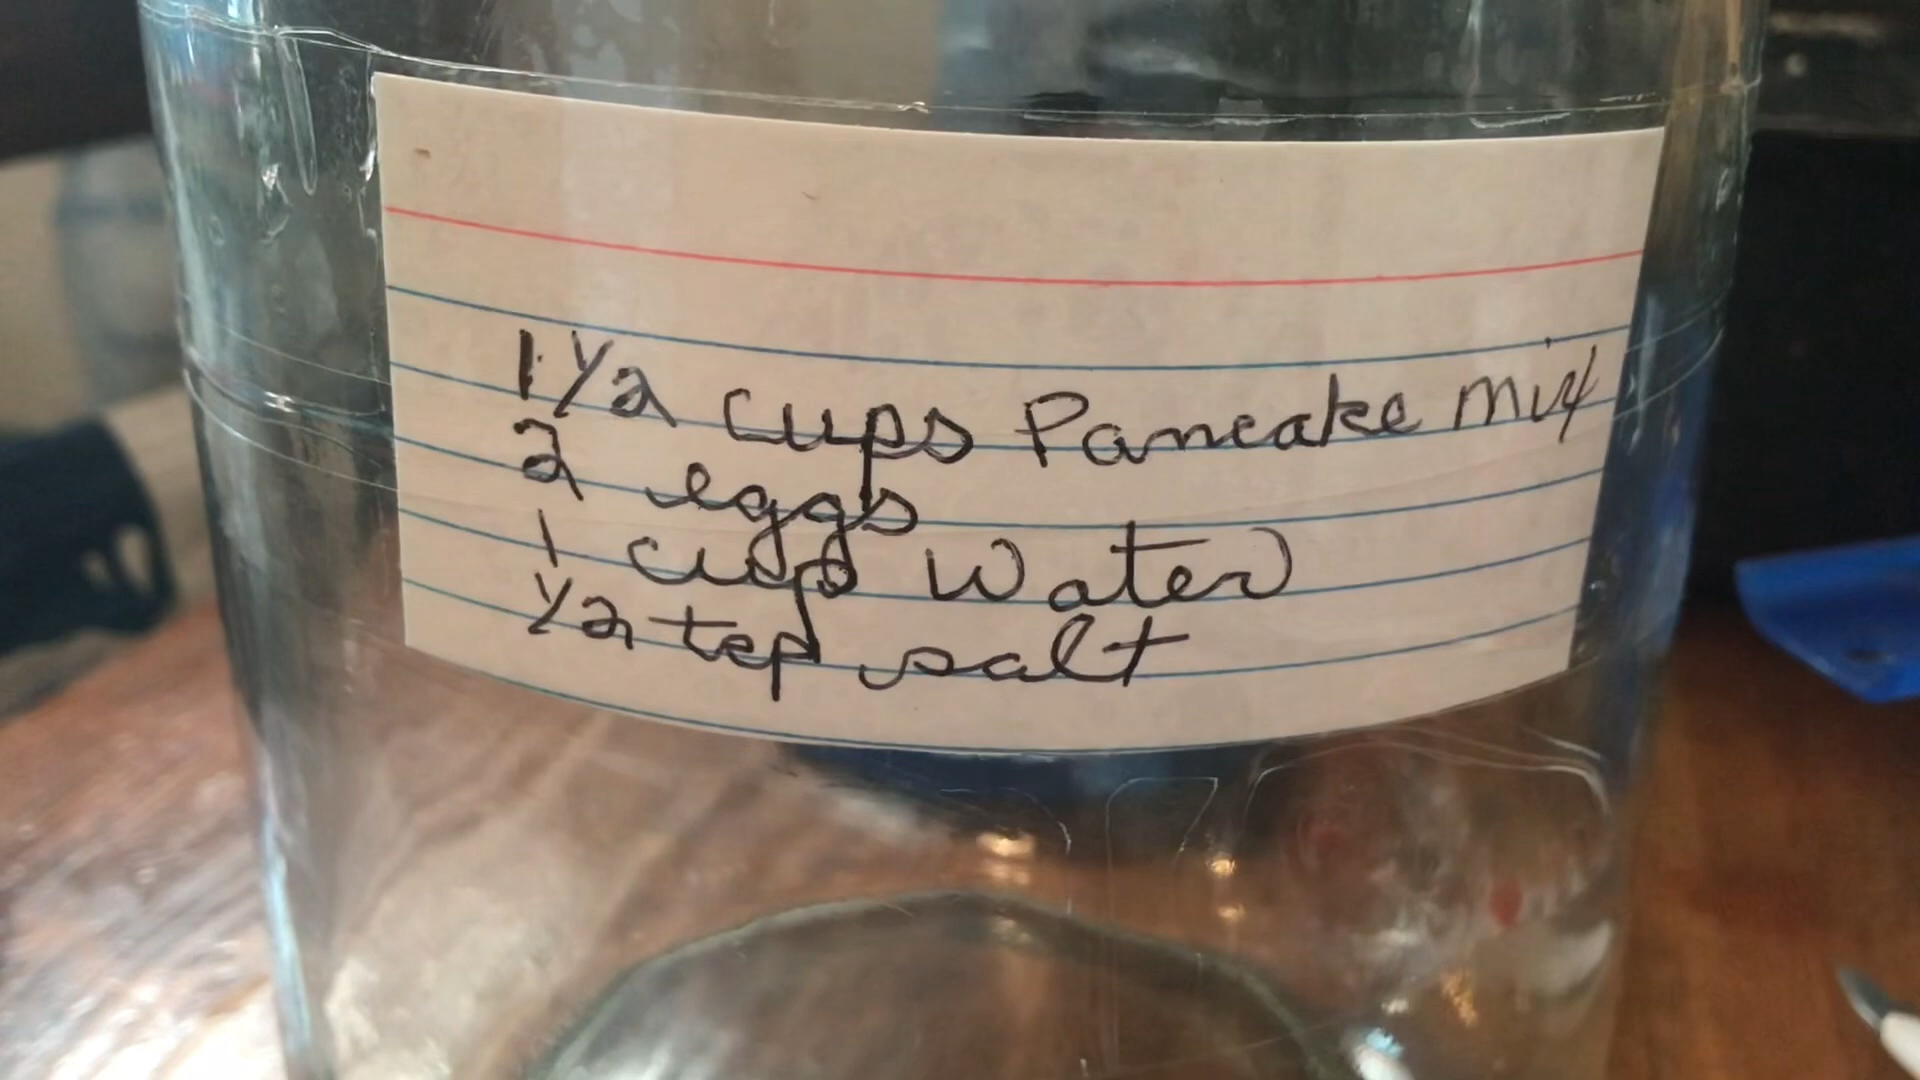 1 1/2 cups Pancake mix
2 eggs
1 cup water
1/2 tsp salt